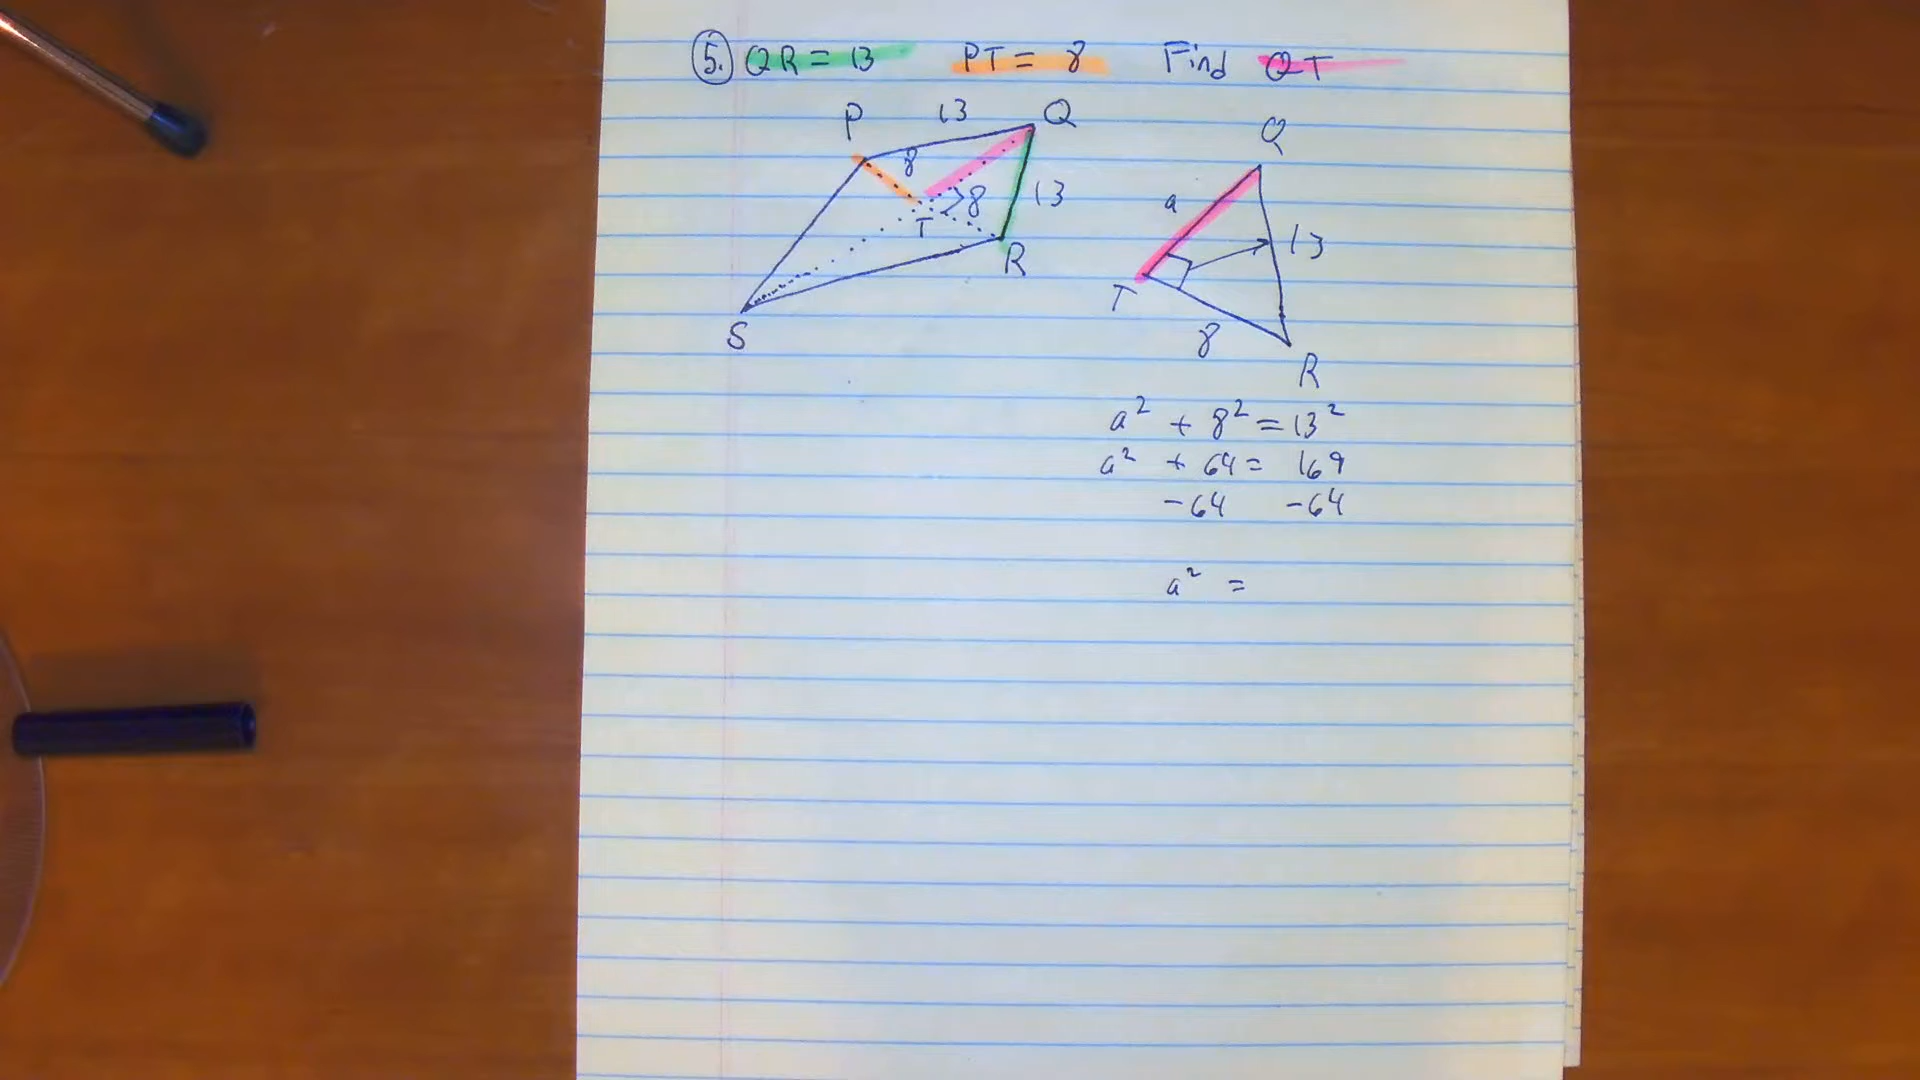 5. QR = 13 PT = 8 Find QT
P 13 Q
8
8 13
T
R
S
Q
a
13
T
8
R
a² + 8² = 13²
a² + 64 = 169
-64 -64
a² =